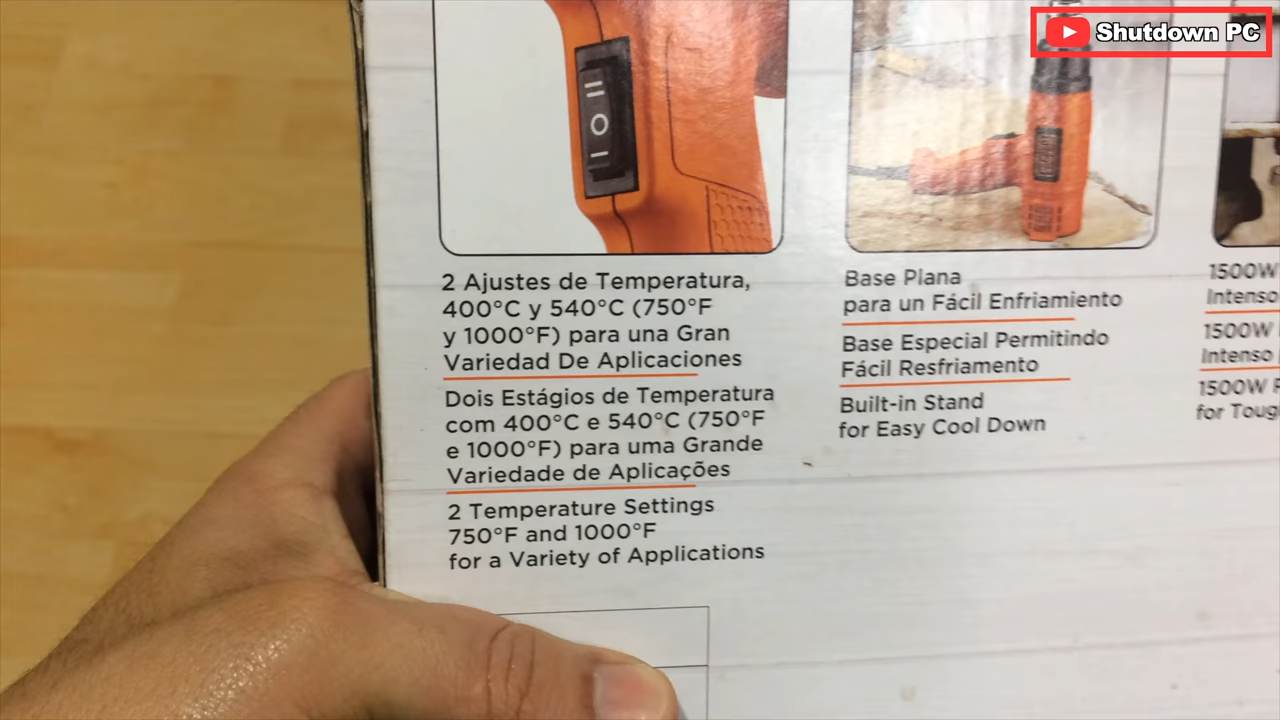 Shutdown PC
2 Ajustes de Temperatura,
400°C y 540°C (750°F
y 1000°F) para una Gran
Variedad De Aplicaciones
Dois Estágios de Temperatura
com 400°C e 540°C (750°F
e 1000°F) para uma Grande
Variedade de Aplicações
2 Temperature Settings
750°F and 1000°F
for a Variety of Applications
Base Plana
para un Fácil Enfriamiento
Base Especial Permitindo
Fácil Resfriamento
Built-in Stand
for Easy Cool Down
1500W
Intenso
1500W
Intenso
1500W
for